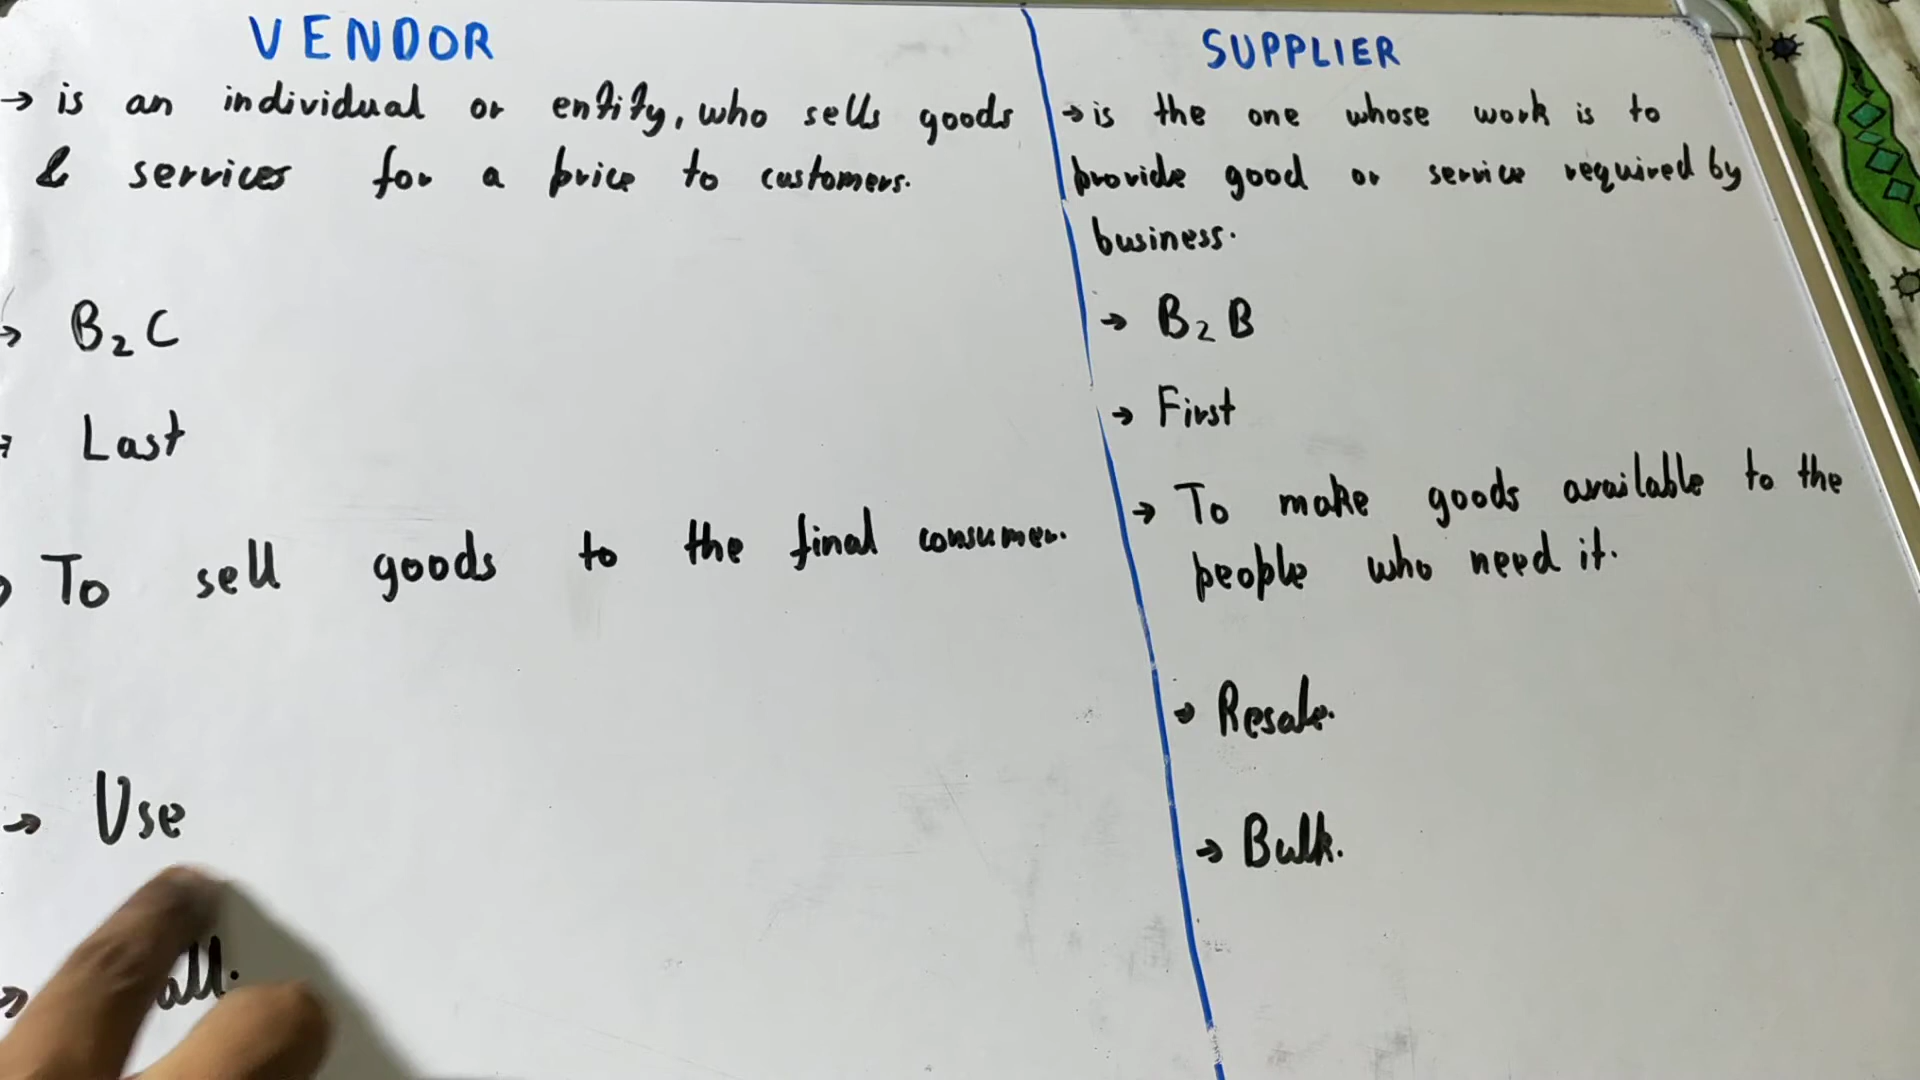 VENDOR
→ is an individual or entity, who sells goods
& services for a price to customers.
→ B2C
→ Last
→ To sell goods to the final consumer.
→ Use
SUPPLIER
→ is the one whose work is to
provide good or service required by
business.
→ B2B
→ First
→ To make goods available to the
people who need it.
→ Resale.
→ Bulk.